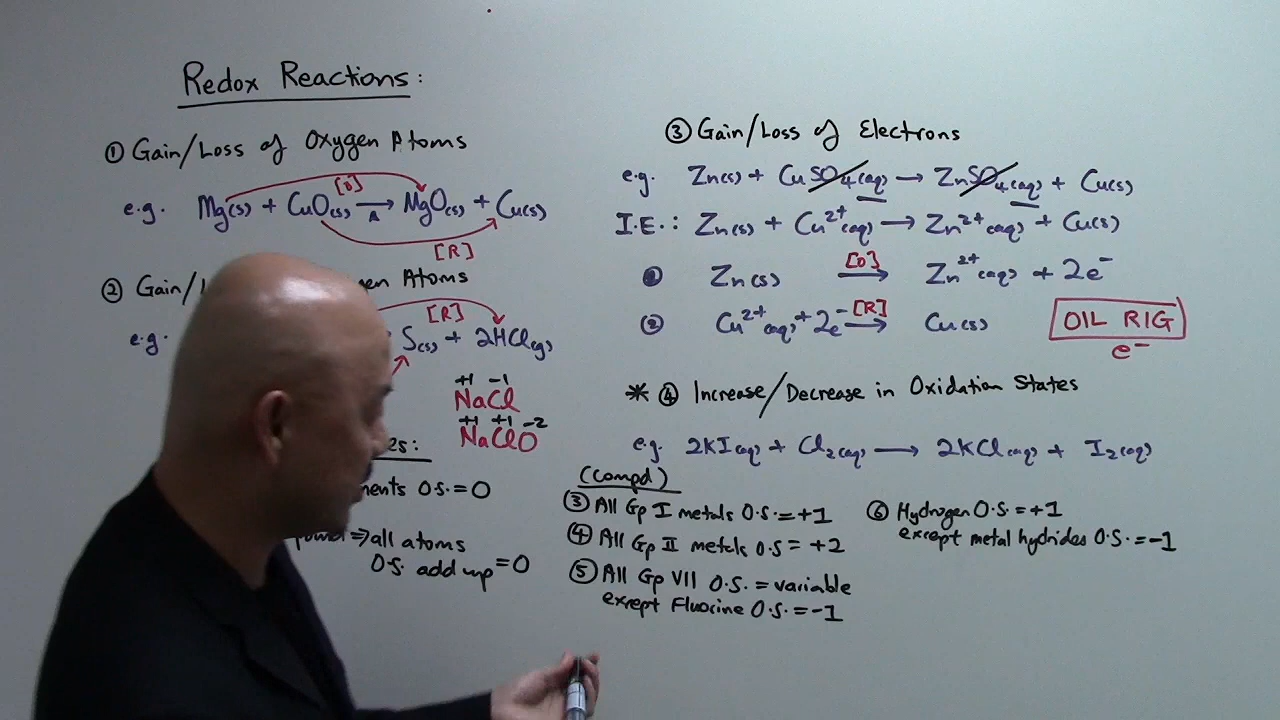 Redox Reactions:
① Gain/Loss of Oxygen Atoms
e.g. Mg(s) + CuO(s) →Δ MgO(s) + Cu(s)
[O]
[R]
② Gain/ en Atoms
e.g. S(s) + 2HCl(g)
[R]
+1 -1
NaCl
+1 +1 -2
NaClO
es:
ments O.S. = 0
⇒ all atoms
O.S. add up = 0
③ Gain/Loss of Electrons
e.g. Zn(s) + CuSO4(aq) → ZnSO4(aq) + Cu(s)
I.E.: Zn(s) + Cu²⁺(aq) → Zn²⁺(aq) + Cu(s)
① Zn(s) [O]→ Zn²⁺(aq) + 2e⁻
② Cu²⁺(aq) + 2e⁻ [R]→ Cu(s)
OIL RIG
e⁻
* ④ Increase/Decrease in Oxidation States
e.g. 2KI(aq) + Cl2(aq) → 2KCl(aq) + I2(aq)
(Compd)
③ All Gp I metals O.S. = +1
④ All Gp II metals O.S = +2
⑤ All Gp VII O.S. = variable
except Fluorine O.S. = -1
⑥ Hydrogen O.S. = +1
except metal hydrides O.S. = -1